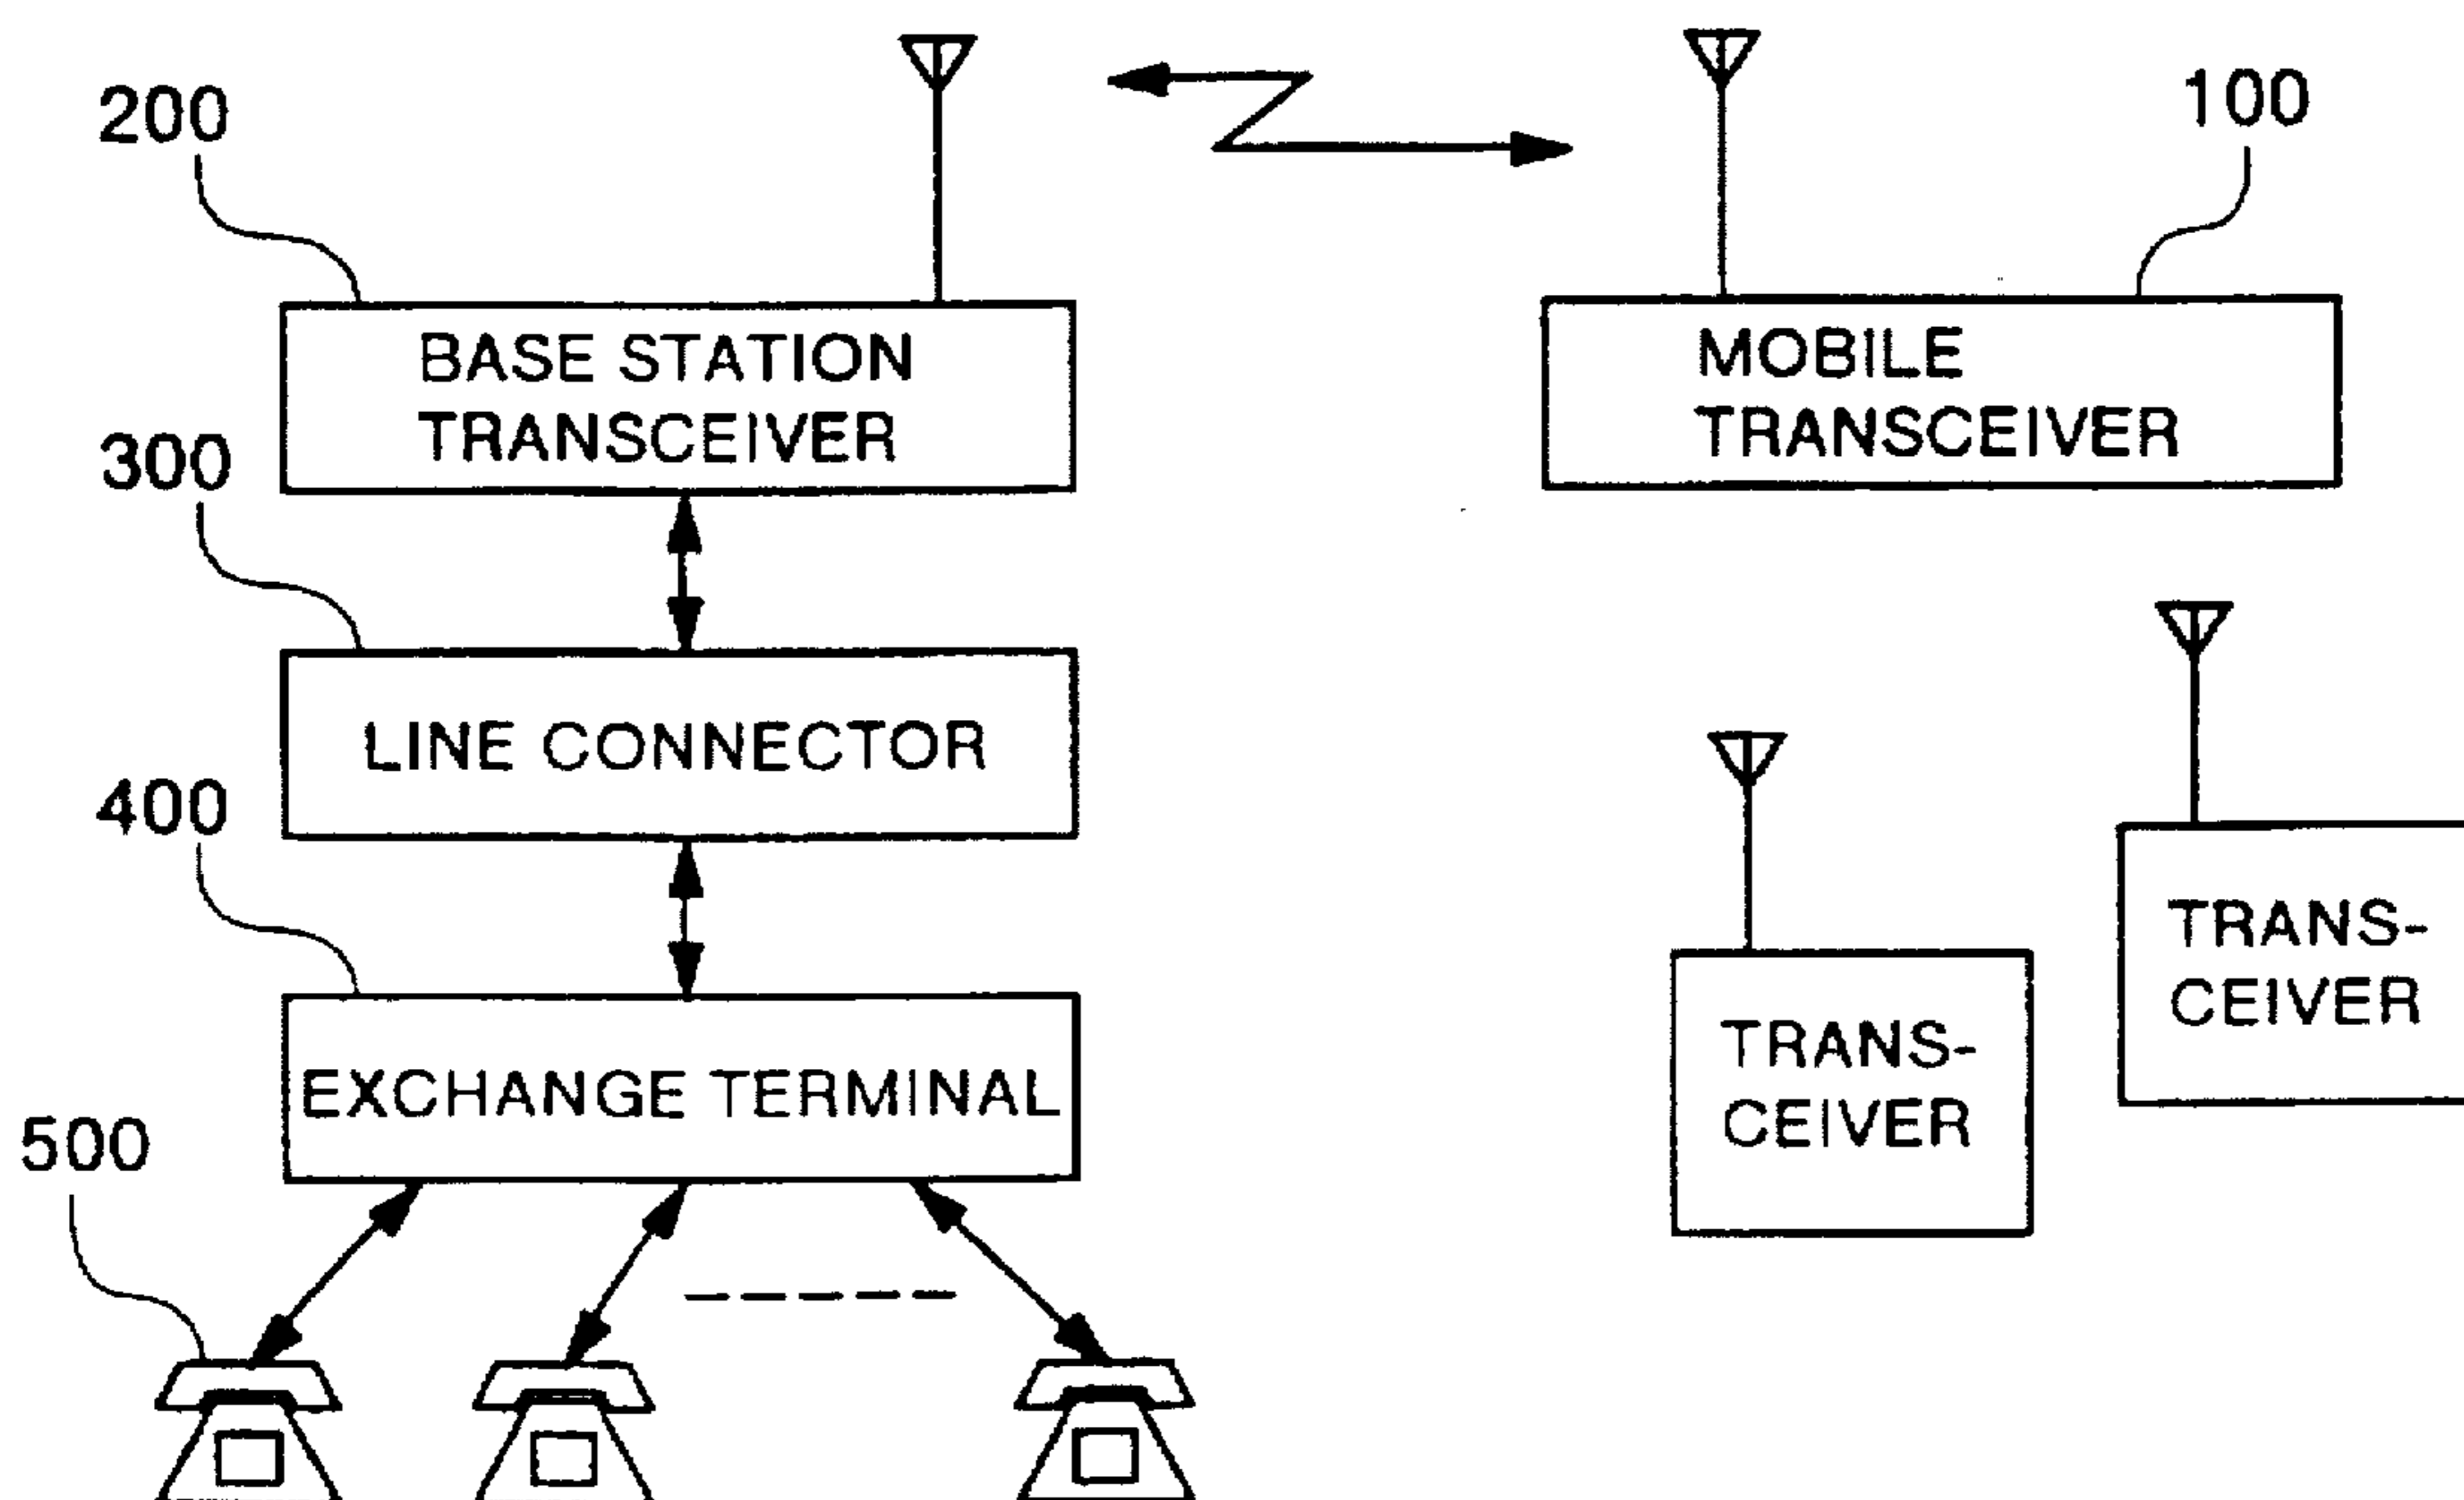 200
100
BASE STATION
TRANSCEIVER
MOBILE
TRANSCEIVER
300
LINE CONNECTOR
400
TRANS-
CEIVER
EXCHANGE TERMINAL
TRANS-
CEIVER
500